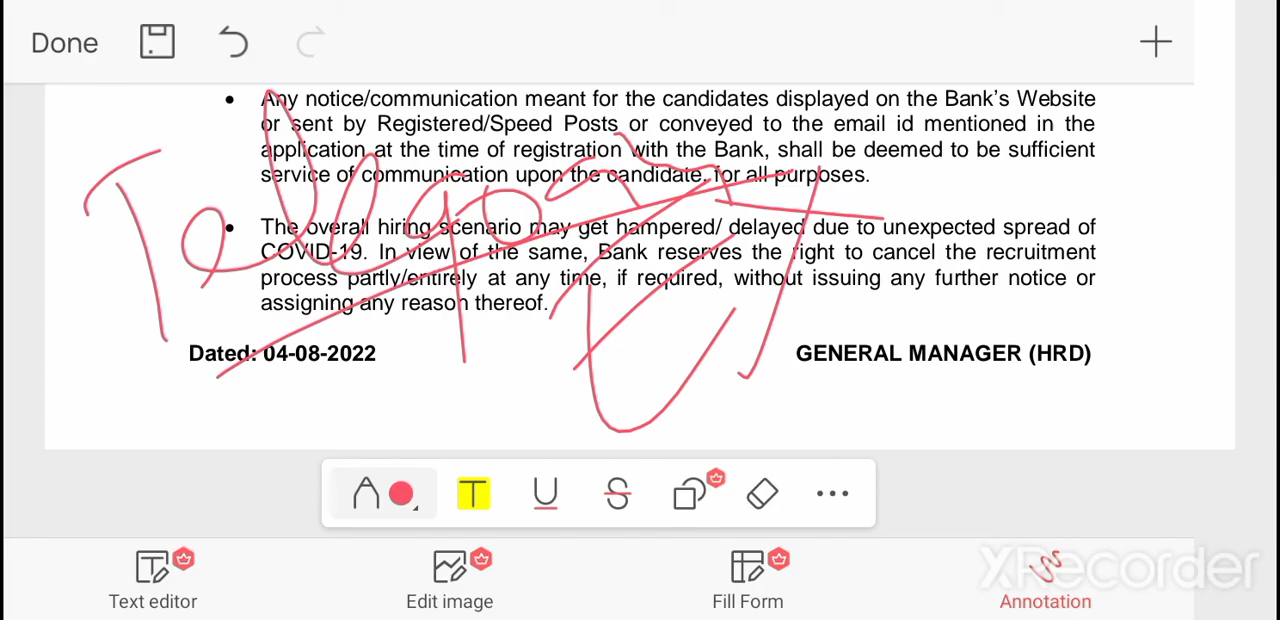 Done
Any notice/communication meant for the candidates displayed on the Bank's Website
or sent by Registered/Speed Posts or conveyed to the email id mentioned in the
application at the time of registration with the Bank, shall be deemed to be sufficient
service of communication upon the candidate, for all purposes.
The overall hiring scenario may get hampered/ delayed due to unexpected spread of
COVID-19. In view of the same, Bank reserves the right to cancel the recruitment
process partly/entirely at any time, if required, without issuing any further notice or
assigning any reason thereof.
Dated: 04-08-2022 GENERAL MANAGER (HRD)
T U S
Text editor Edit image Fill Form Annotation
XRecorder